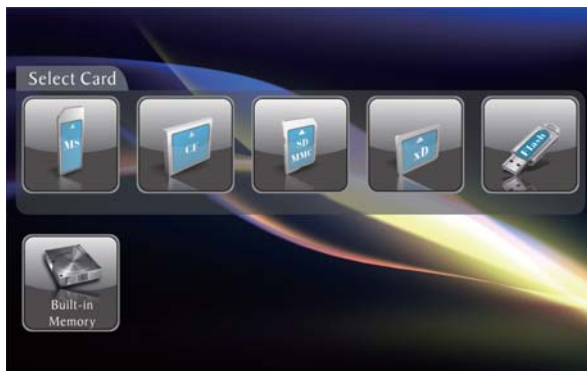 Select Card
MS
CF
SD
MMC
xD
Flash
Built-in
Memory